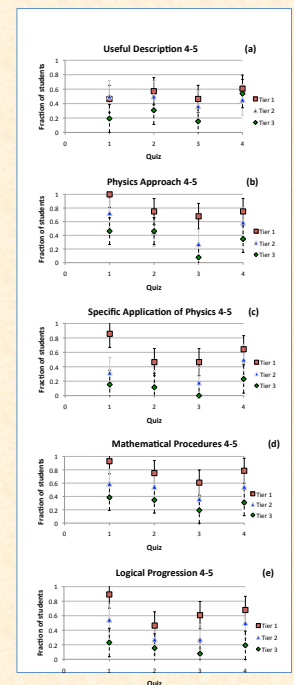 Useful Description 4-5 (a)
Fraction of students
1
0.8
0.6
0.4
0.2
0
0 1 2 3 4
Quiz
Tier 1
Tier 2
Tier 3
Physics Approach 4-5 (b)
Fraction of students
1
0.8
0.6
0.4
0.2
0
0 1 2 3 4
Quiz
Tier 1
Tier 2
Tier 3
Specific Application of Physics 4-5 (c)
Fraction of students
1
0.8
0.6
0.4
0.2
0
0 1 2 3 4
Quiz
Tier 1
Tier 2
Tier 3
Mathematical Procedures 4-5 (d)
Fraction of students
1
0.8
0.6
0.4
0.2
0
0 1 2 3 4
Quiz
Tier 1
Tier 2
Tier 3
Logical Progression 4-5 (e)
Fraction of students
1
0.8
0.6
0.4
0.2
0
0 1 2 3 4
Quiz
Tier 1
Tier 2
Tier 3